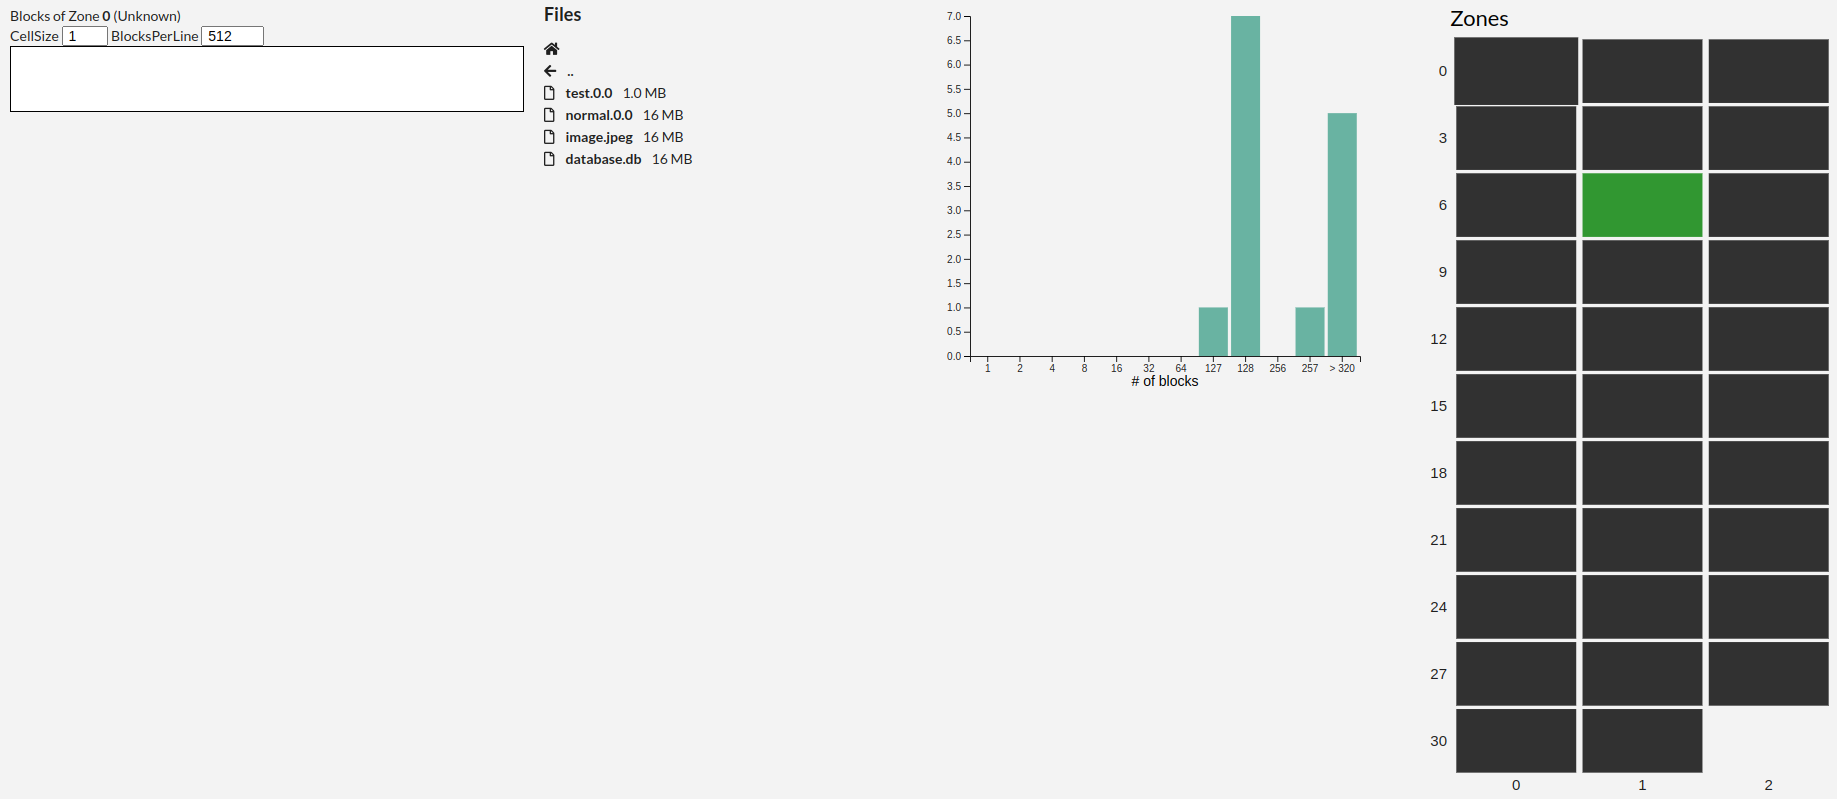 Blocks of Zone 0 (Unknown)
CellSize 1 BlocksPerLine 512
Files
..
test.0.0 1.0 MB
normal.0.0 16 MB
image.jpeg 16 MB
database.db 16 MB
7.0
6.5
6.0
5.5
5.0
4.5
4.0
3.5
3.0
2.5
2.0
1.5
1.0
0.5
0.0
1 2 4 8 16 32 64 127 128 256 257 > 320
# of blocks
Zones
0
3
6
9
12
15
18
21
24
27
30
0 1 2